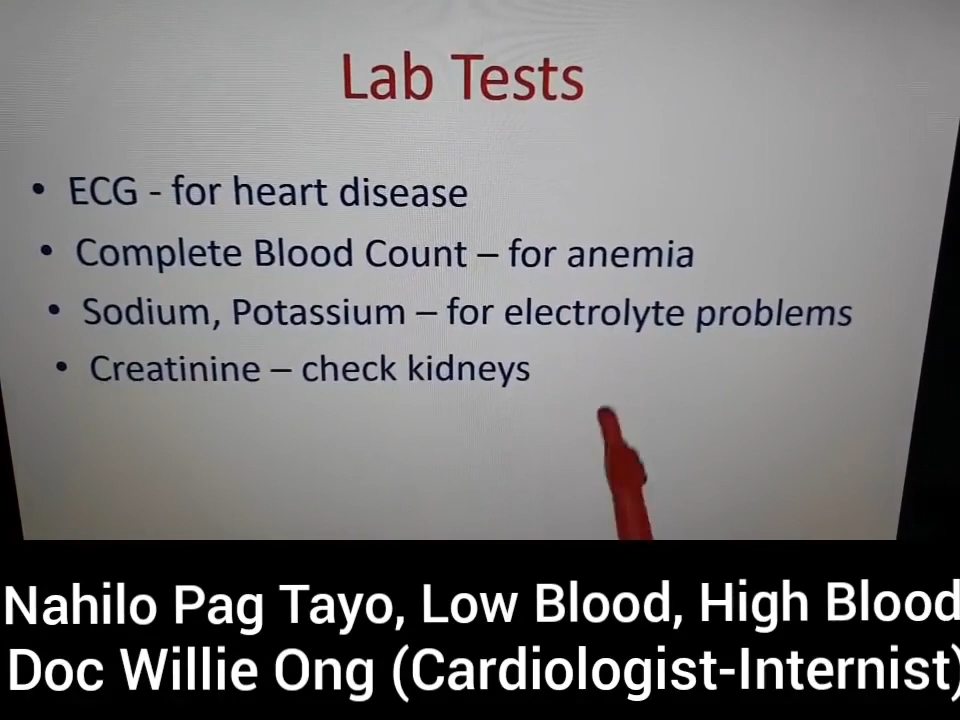 Lab Tests
• ECG - for heart disease
• Complete Blood Count – for anemia
• Sodium, Potassium – for electrolyte problems
• Creatinine – check kidneys
Nahilo Pag Tayo, Low Blood, High Blood
Doc Willie Ong (Cardiologist-Internist)